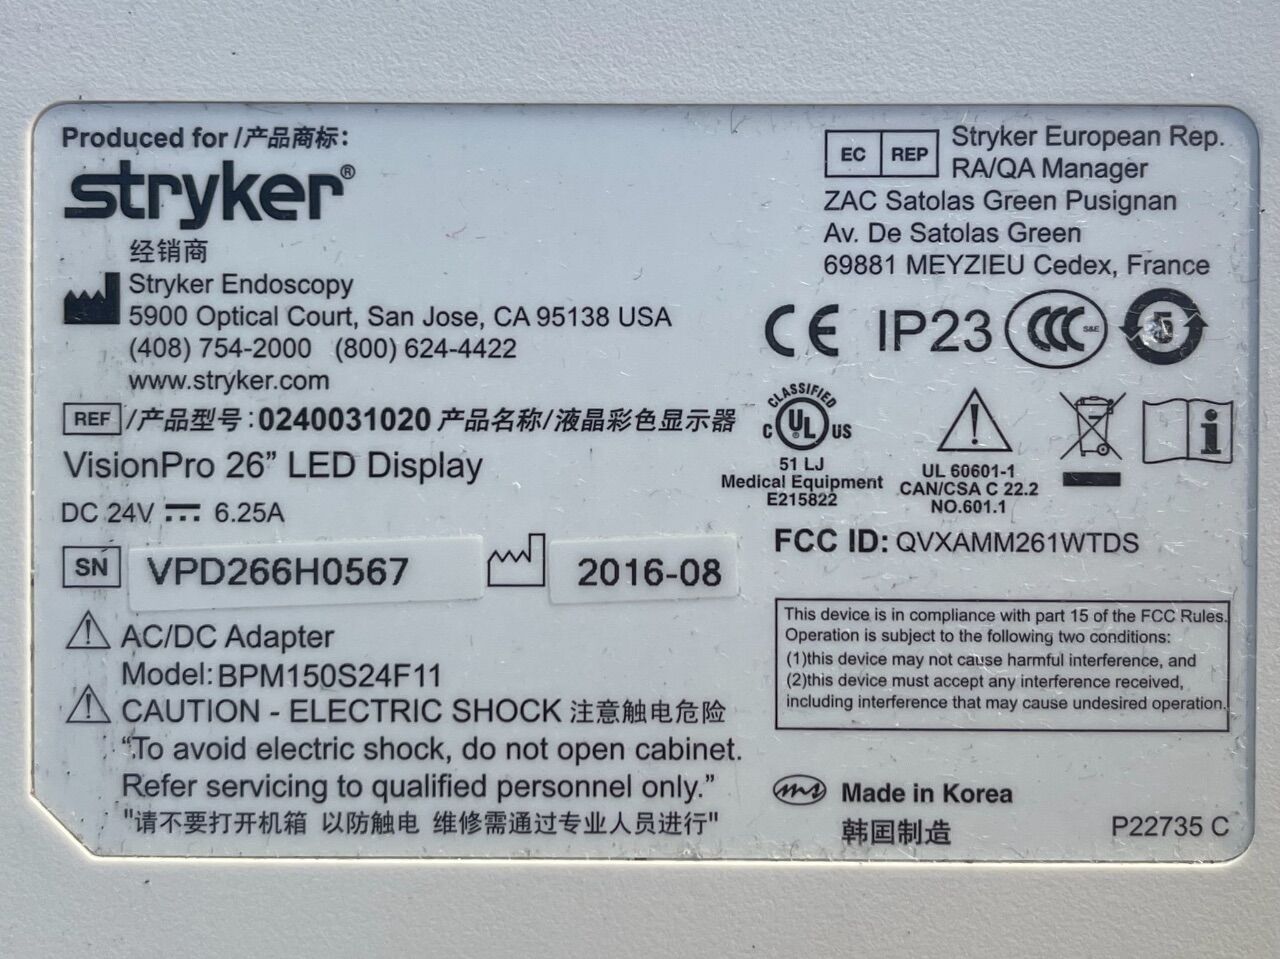 Produced for /产品商标:
stryker®
经销商
Stryker Endoscopy
5900 Optical Court, San Jose, CA 95138 USA
(408) 754-2000 (800) 624-4422
www.stryker.com
REF /产品型号:0240031020 产品名称/液晶彩色显示器
VisionPro 26” LED Display
DC 24V 6.25A
SN VPD266H0567 2016-08
AC/DC Adapter
Model: BPM150S24F11
CAUTION - ELECTRIC SHOCK 注意触电危险
“To avoid electric shock, do not open cabinet.
Refer servicing to qualified personnel only.”
"请不要打开机箱 以防触电 维修需通过专业人员进行"
EC REP Stryker European Rep.
RA/QA Manager
ZAC Satolas Green Pusignan
Av. De Satolas Green
69881 MEYZIEU Cedex, France
CE IP23 CCC S&E 5
CLASSIFIED
C UL US
51 LJ
Medical Equipment
E215822
UL 60601-1
CAN/CSA C 22.2
NO.601.1
i
FCC ID: QVXAMM261WTDS
This device is in compliance with part 15 of the FCC Rules.
Operation is subject to the following two conditions:
(1)this device may not cause harmful interference, and
(2)this device must accept any interference received,
including interference that may cause undesired operation.
Made in Korea
韩国制造
P22735 C